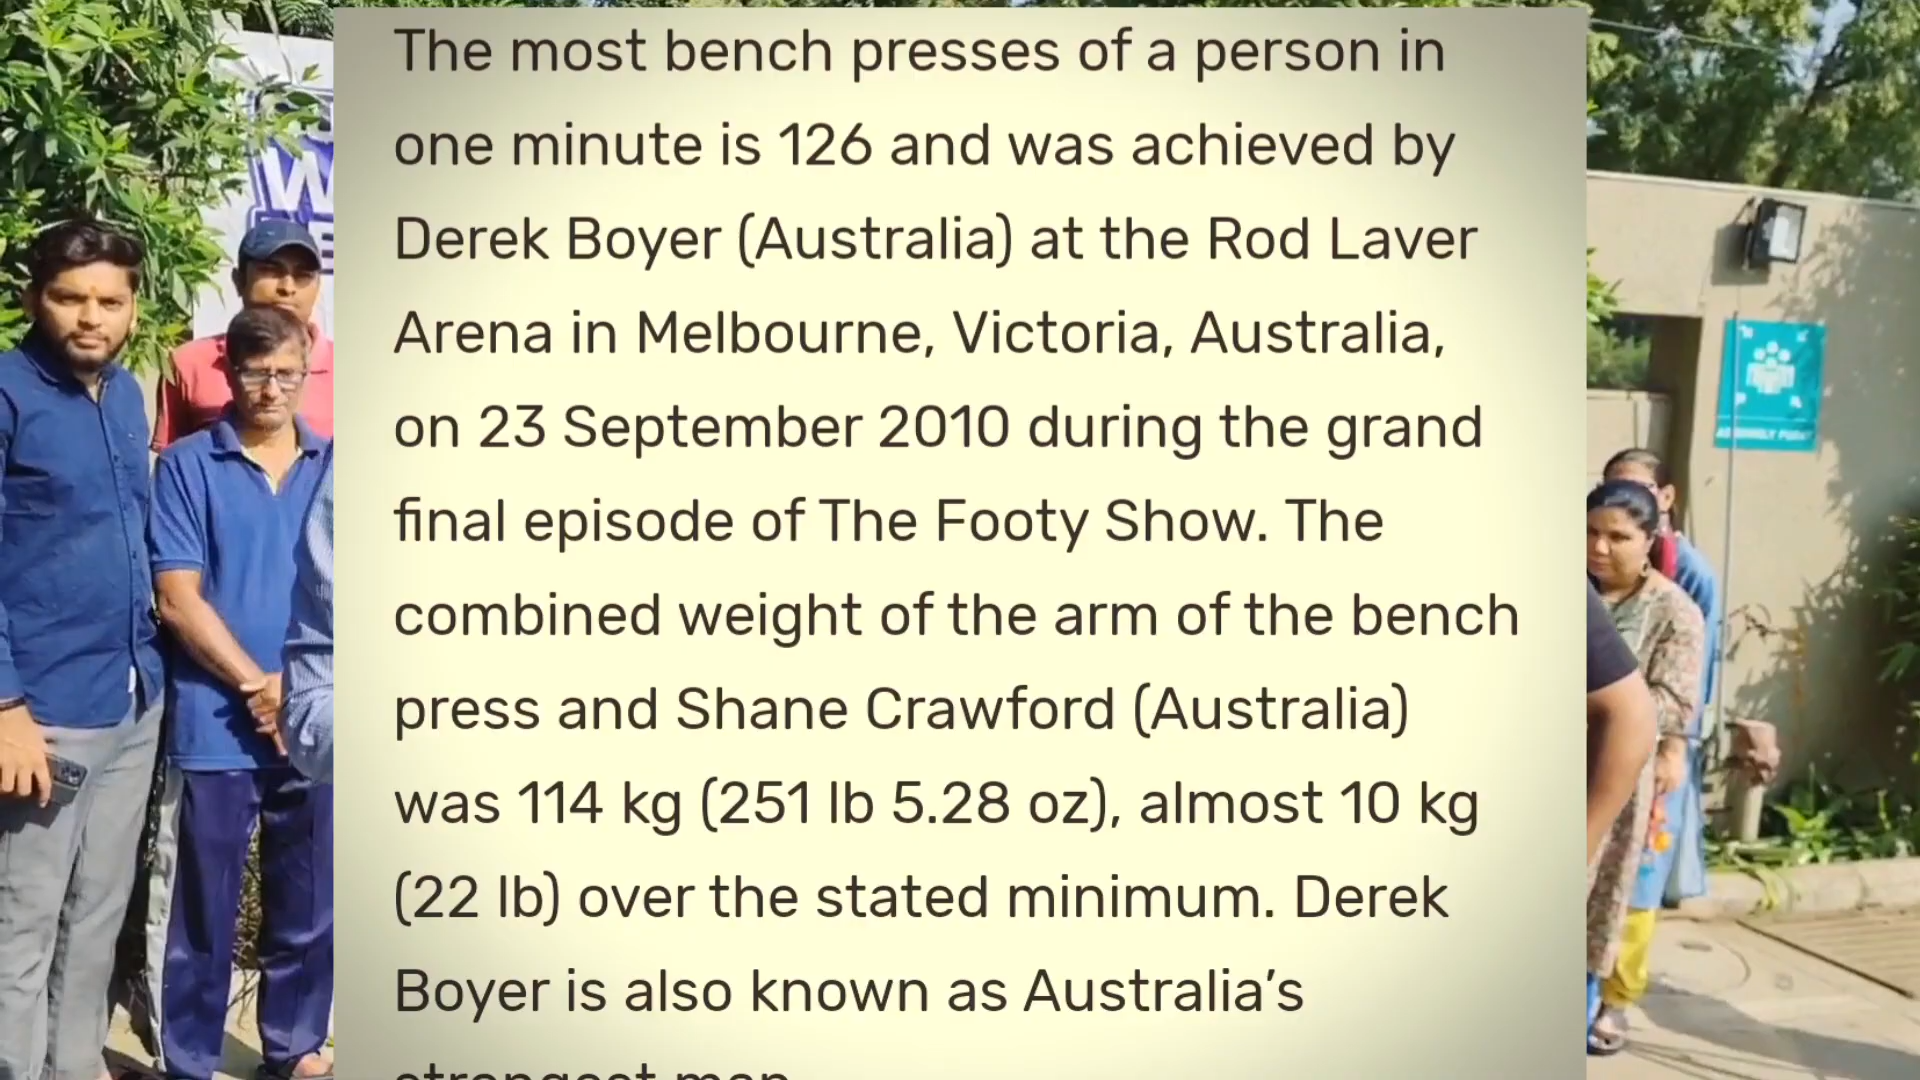 The most bench presses of a person in
one minute is 126 and was achieved by
Derek Boyer (Australia) at the Rod Laver
Arena in Melbourne, Victoria, Australia,
on 23 September 2010 during the grand
final episode of The Footy Show. The
combined weight of the arm of the bench
press and Shane Crawford (Australia)
was 114 kg (251 lb 5.28 oz), almost 10 kg
(22 lb) over the stated minimum. Derek
Boyer is also known as Australia’s
strongest man
ASSEMBLY POINT